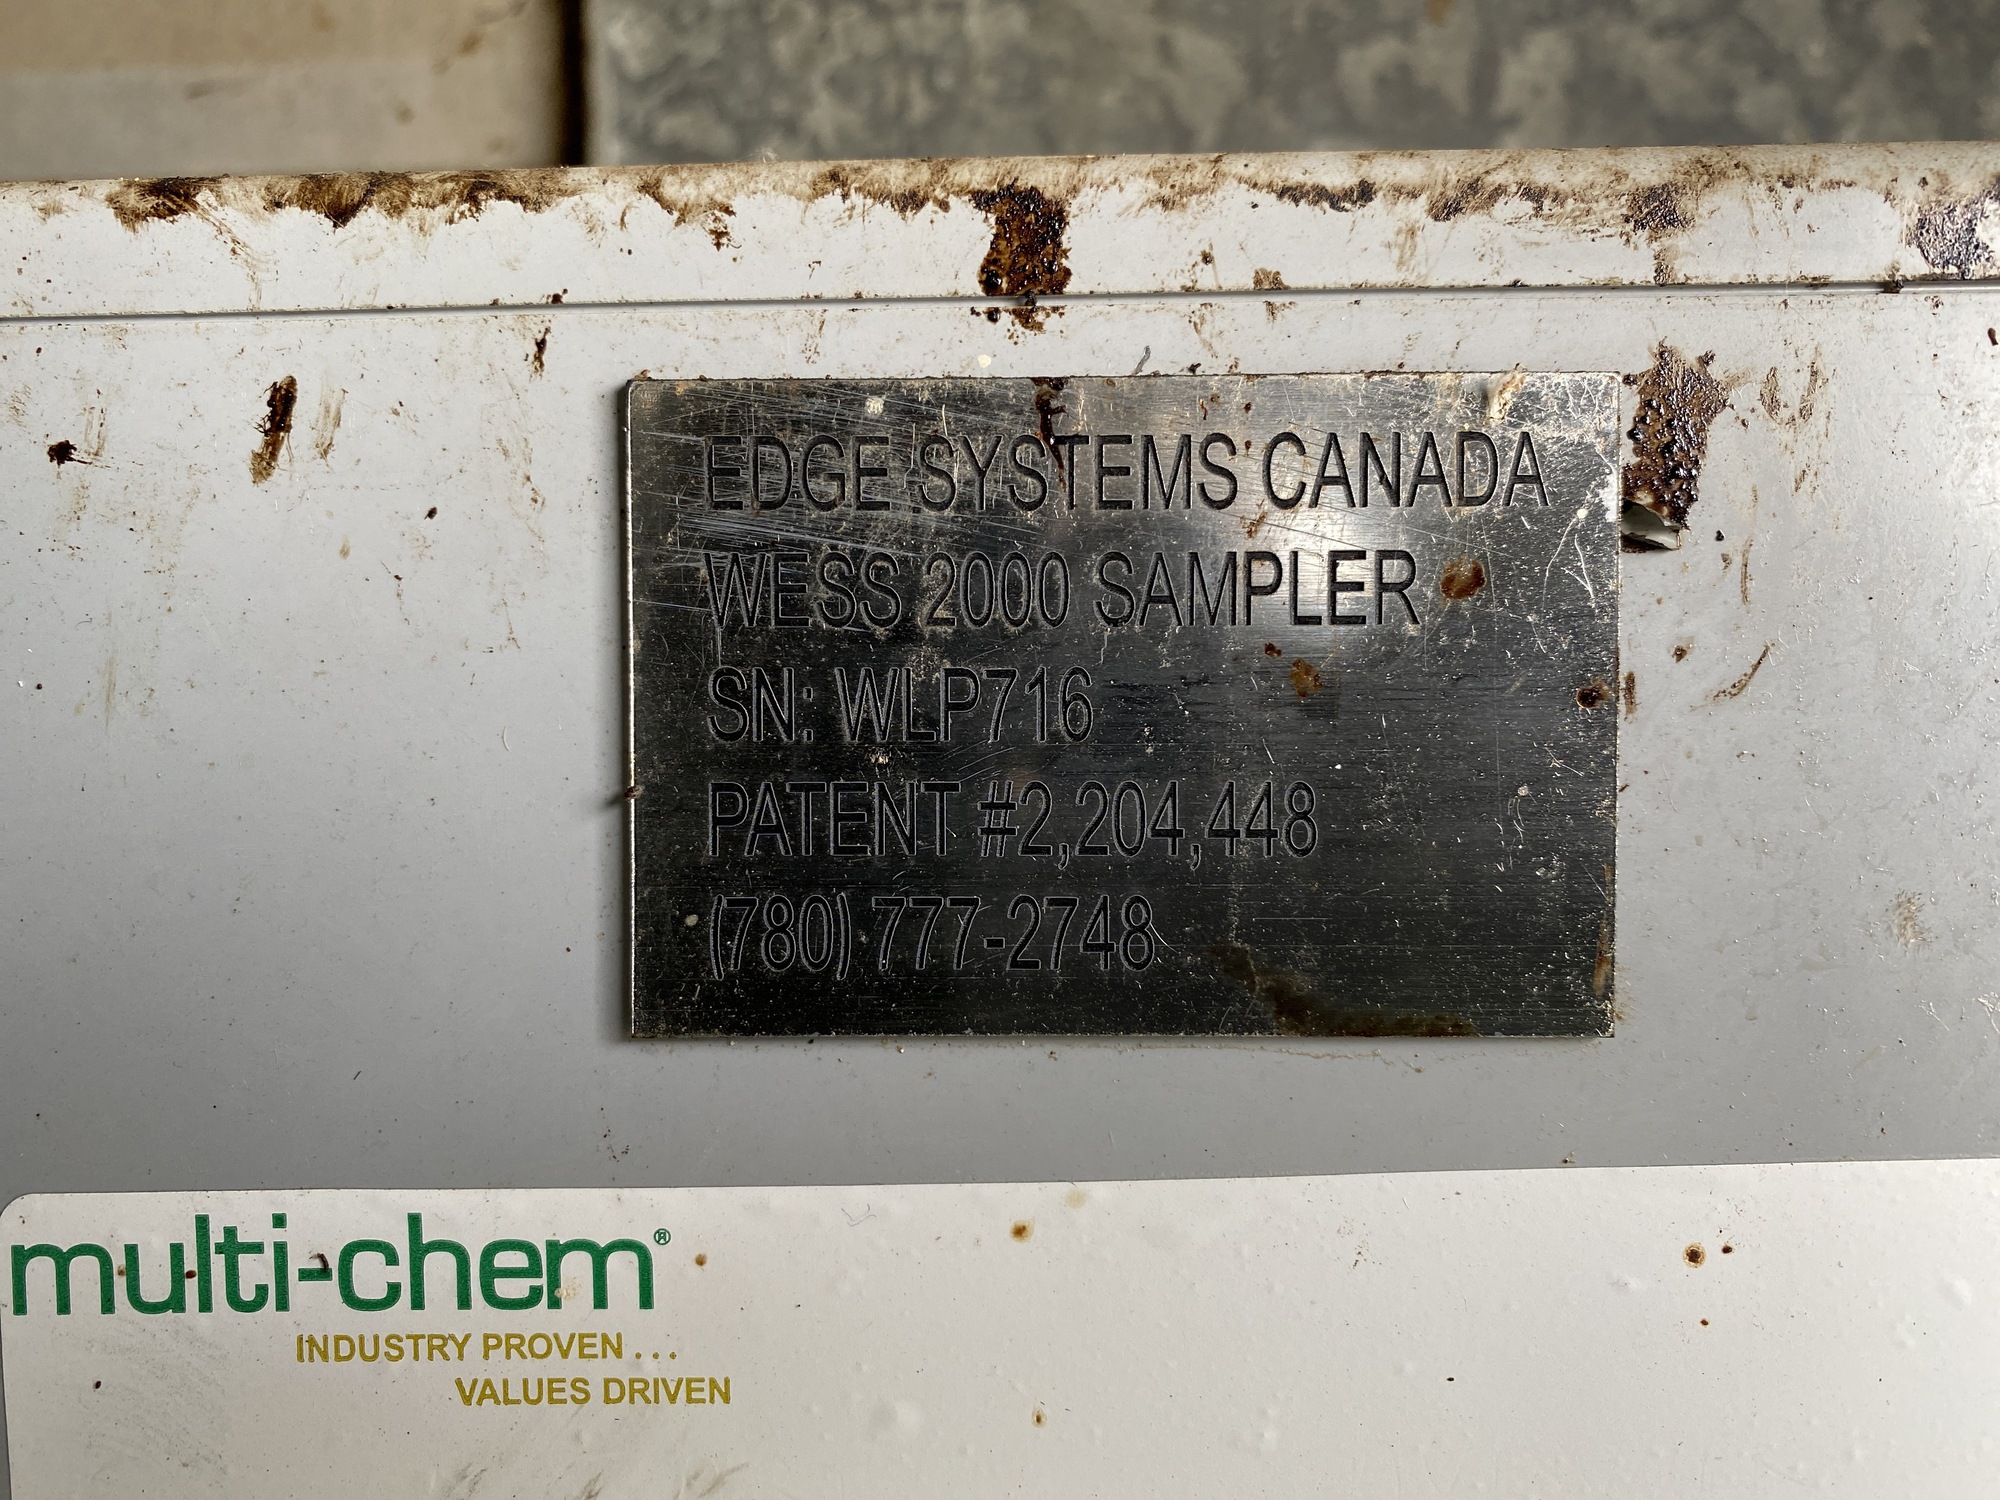 EDGE SYSTEMS CANADA
WESS 2000 SAMPLER
SN: WLP716
PATENT #2,204,448
(780) 777-2748
multi-chem®
INDUSTRY PROVEN...
VALUES DRIVEN